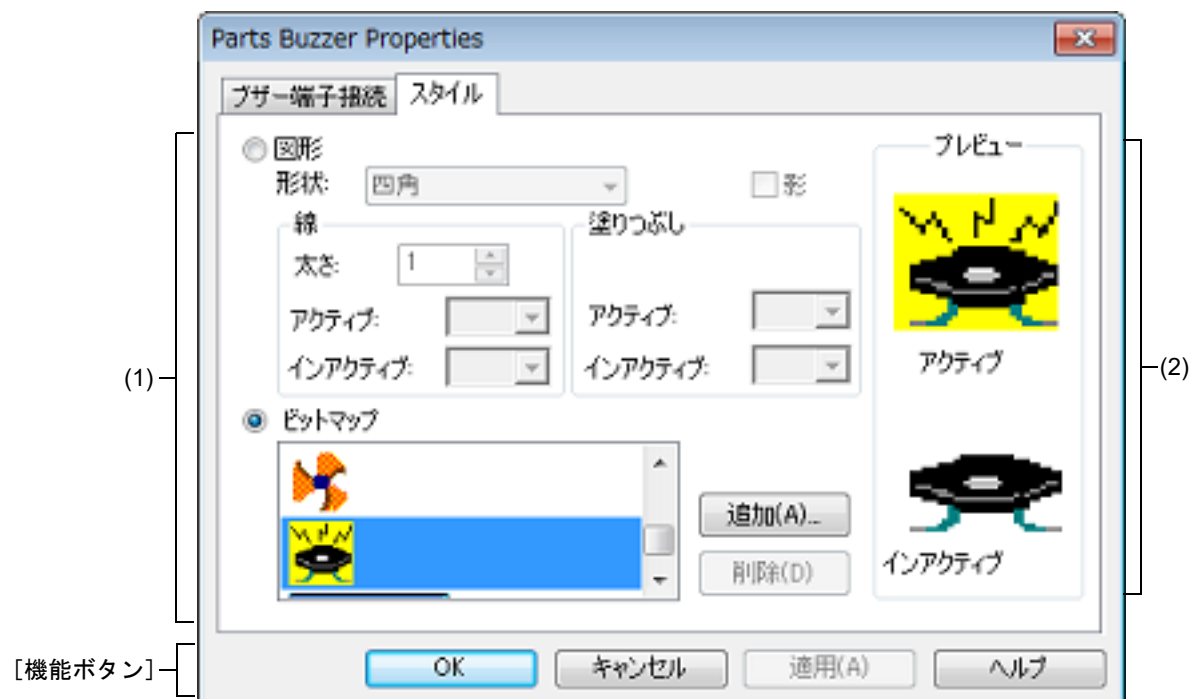 Parts Buzzer Properties
ブザー端子接続 スタイル
図形
形状: 四角 影
線
太さ: 1
アクティブ:
インアクティブ:
塗りつぶし
アクティブ:
インアクティブ:
ビットマップ
追加(A)...
削除(D)
プレビュー
アクティブ
インアクティブ
(1)
(2)
[機能ボタン]
OK キャンセル 適用(A) ヘルプ